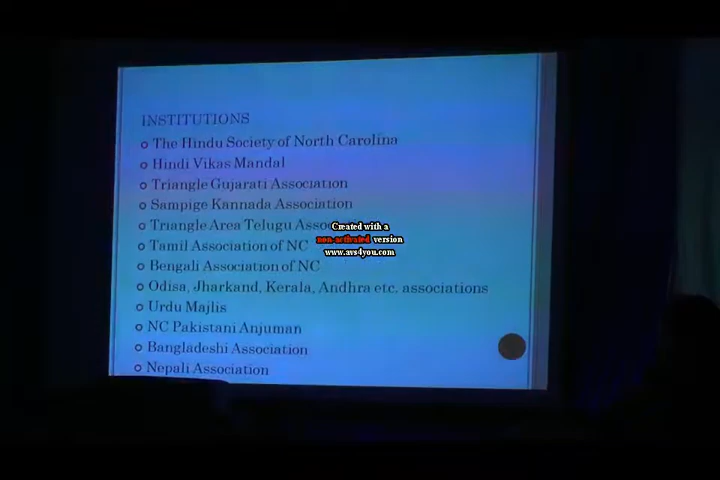 INSTITUTIONS
The Hindu Society of North Carolina
Hindi Vikas Mandal
Triangle Gujarati Association
Sampige Kannada Association
Triangle Area Telugu Asso
Created with a
non-activated version
www.avs4you.com
Tamil Association of NC
Bengali Association of NC
Odisa, Jharkand, Kerala, Andhra etc. associations
Urdu Majlis
NC Pakistani Anjuman
Bangladeshi Association
Nepali Association